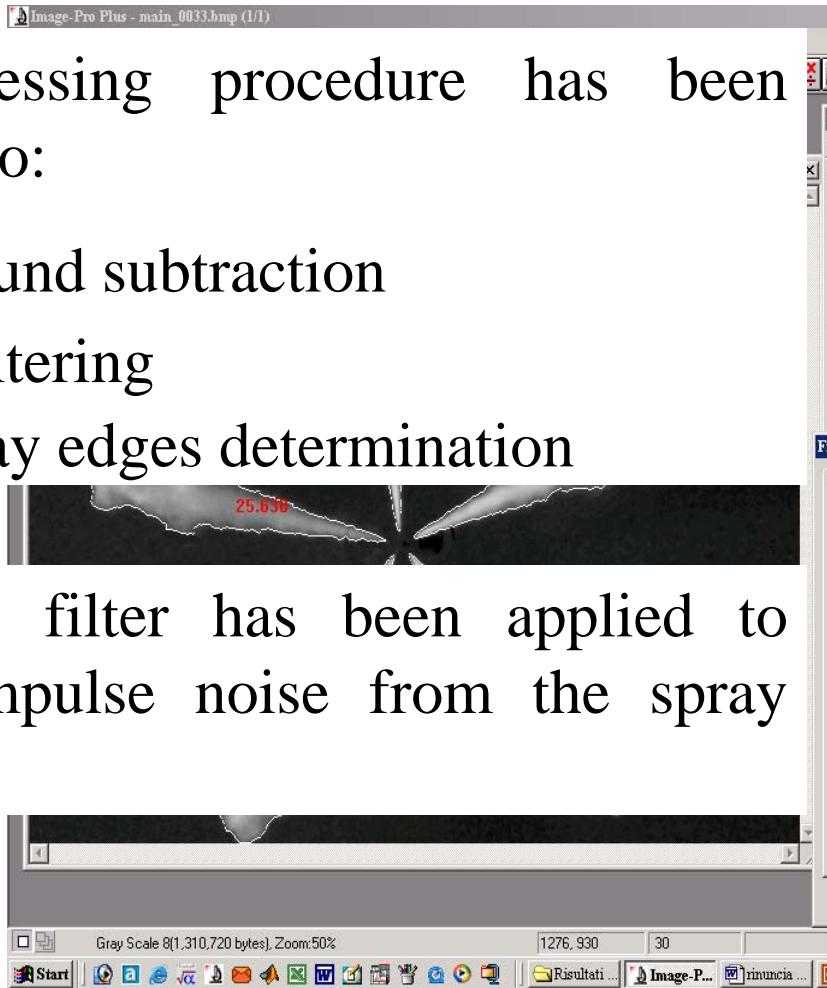 Image-Pro Plus - main_0033.bmp (1/1)
essing procedure has been
o:
und subtraction
tering
ay edges determination
25.636
filter has been applied to
mpulse noise from the spray
Gray Scale 8(1,310,720 bytes), Zoom:50% 1276, 930 30
Start Risultati ... Image-P... rinuncia ...